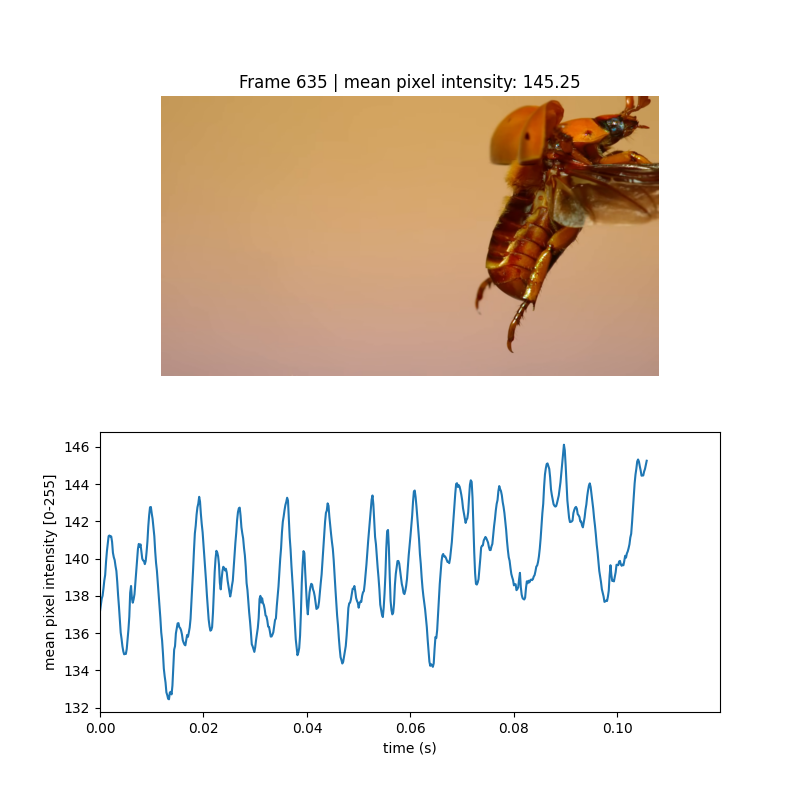 Frame 635 | mean pixel intensity: 145.25
mean pixel intensity [0-255]
146
144
142
140
138
136
134
132
0.00 0.02 0.04 0.06 0.08 0.10
time (s)